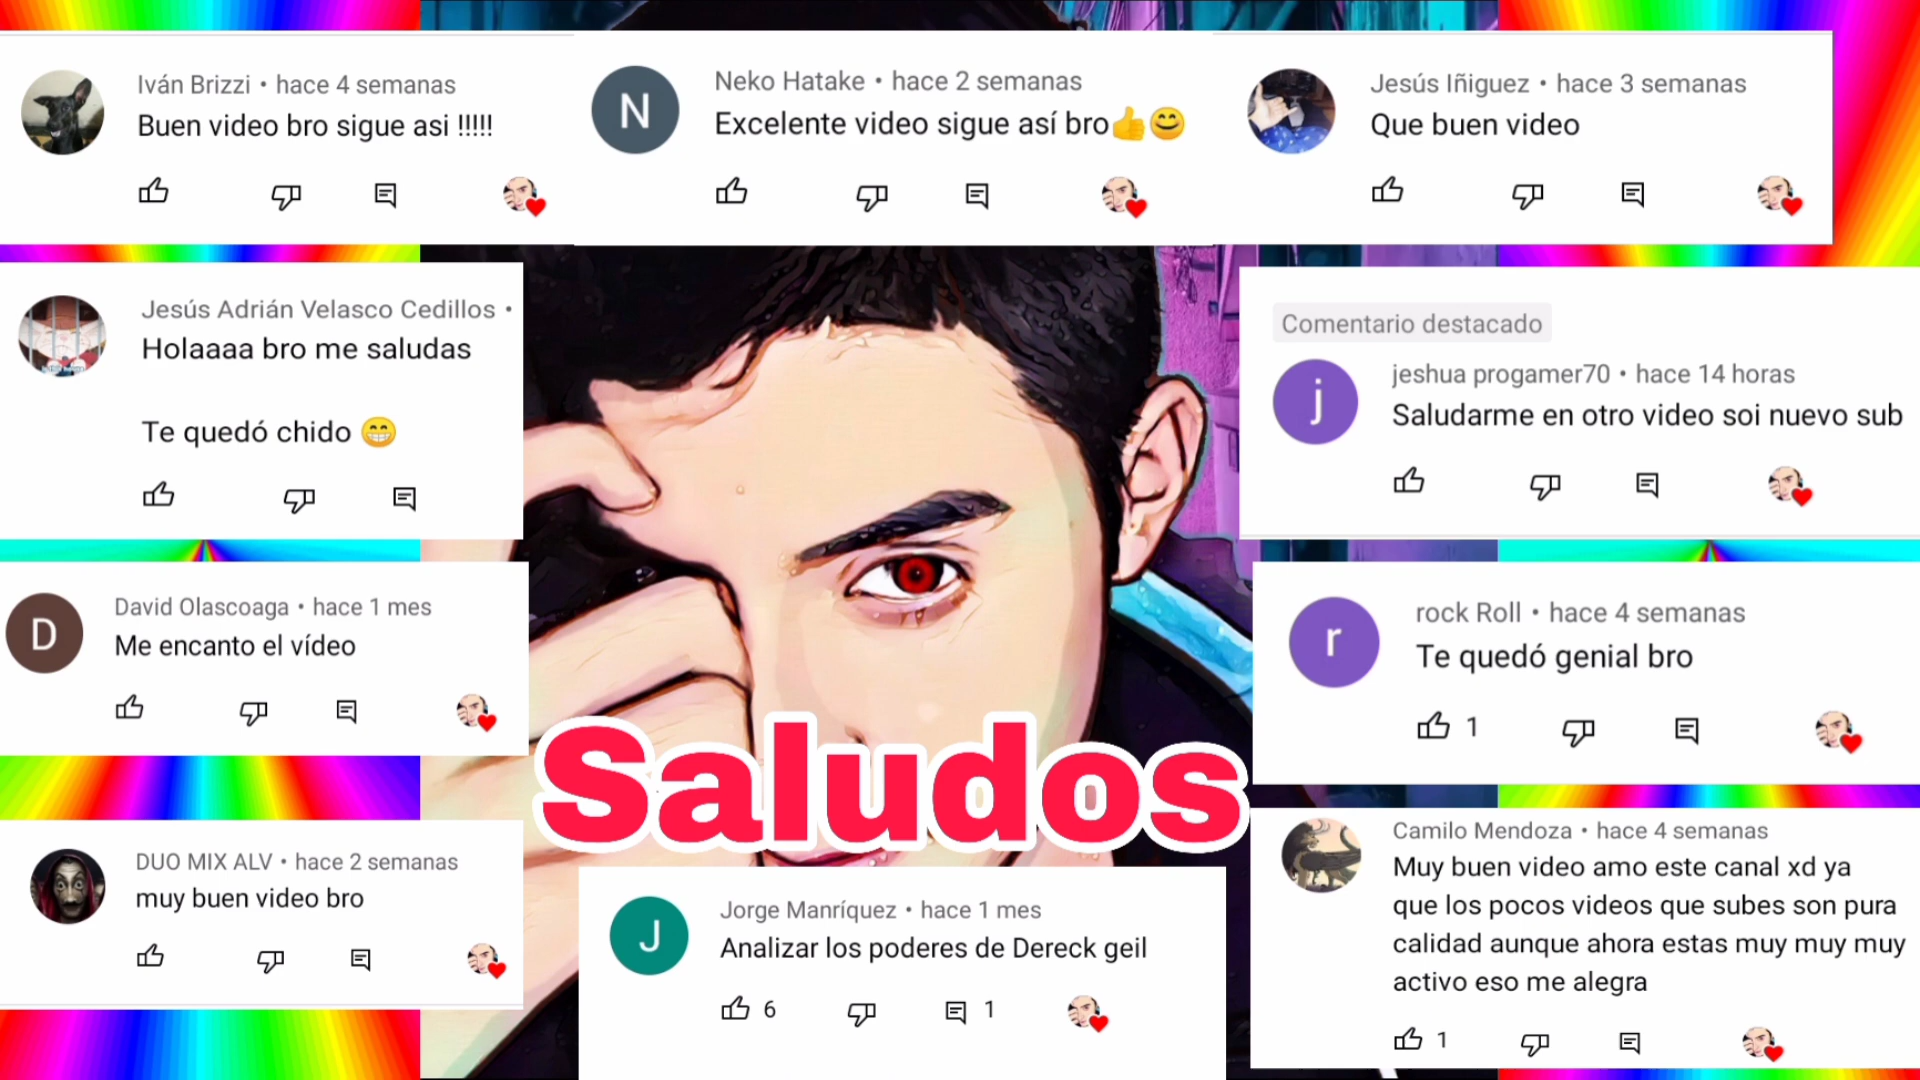 Iván Brizzi • hace 4 semanas
Buen video bro sigue asi !!!!!
N
Neko Hatake • hace 2 semanas
Excelente video sigue así bro👍😊
Jesús Iñiguez • hace 3 semanas
Que buen video
Jesús Adrián Velasco Cedillos •
Holaaaa bro me saludas
Te quedó chido 😁
Comentario destacado
j
jeshua progamer70 • hace 14 horas
Saludarme en otro video soi nuevo sub
D
David Olascoaga • hace 1 mes
Me encanto el vídeo
r
rock Roll • hace 4 semanas
Te quedó genial bro
1
Saludos
DUO MIX ALV • hace 2 semanas
muy buen video bro
J
Jorge Manríquez • hace 1 mes
Analizar los poderes de Dereck geil
6 1
Camilo Mendoza • hace 4 semanas
Muy buen video amo este canal xd ya
que los pocos videos que subes son pura
calidad aunque ahora estas muy muy muy
activo eso me alegra
1